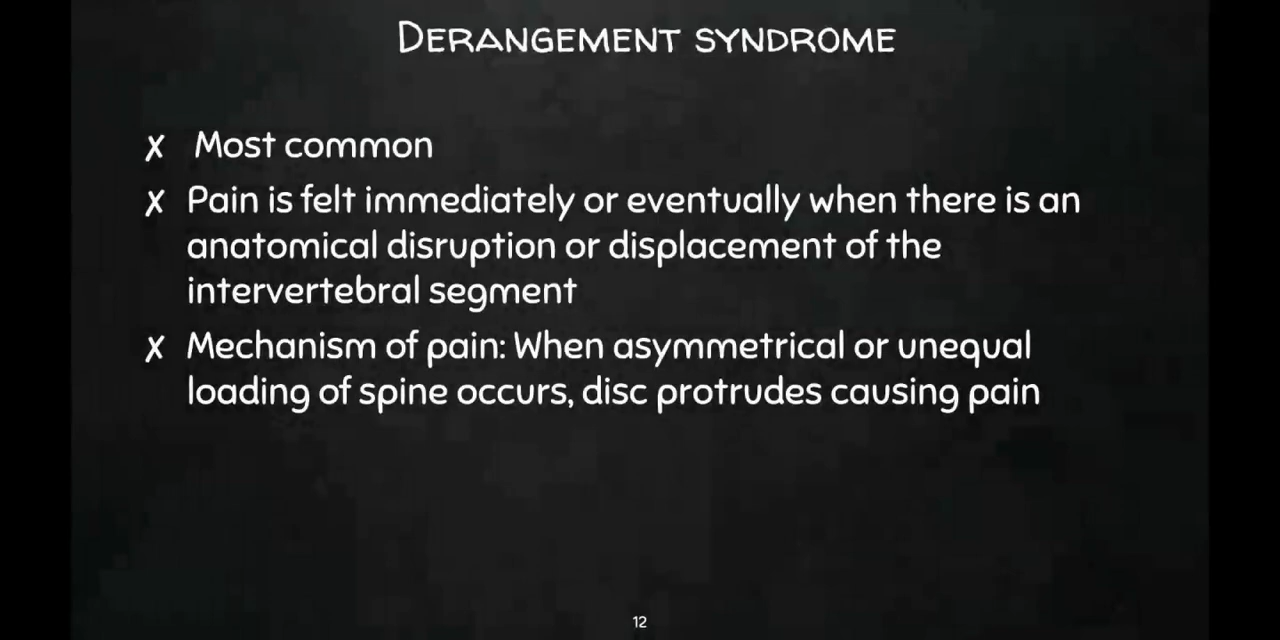 DERANGEMENT SYNDROME
✗ Most common
✗ Pain is felt immediately or eventually when there is an
anatomical disruption or displacement of the
intervertebral segment
✗ Mechanism of pain: When asymmetrical or unequal
loading of spine occurs, disc protrudes causing pain
12